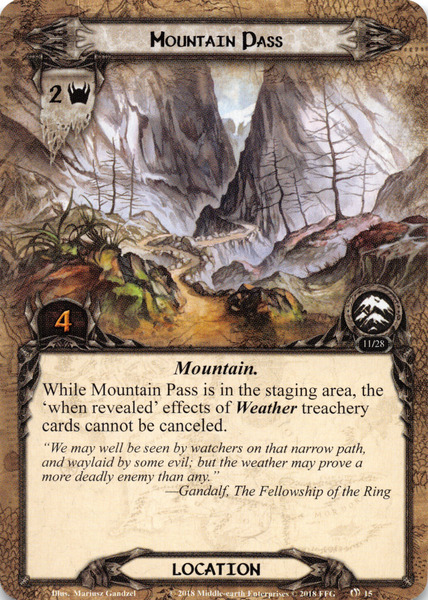 MOUNTAIN PASS
2
4
11/28
Mountain.
While Mountain Pass is in the staging area, the
‘when revealed’ effects of Weather treachery
cards cannot be canceled.
“We may well be seen by watchers on that narrow path,
and waylaid by some evil; but the weather may prove a
more deadly enemy than any.”
—Gandalf, The Fellowship of the Ring
LOCATION
Illus. Mariusz Gandzel ©2018 Middle-earth Enterprises ©2018 FFG 15